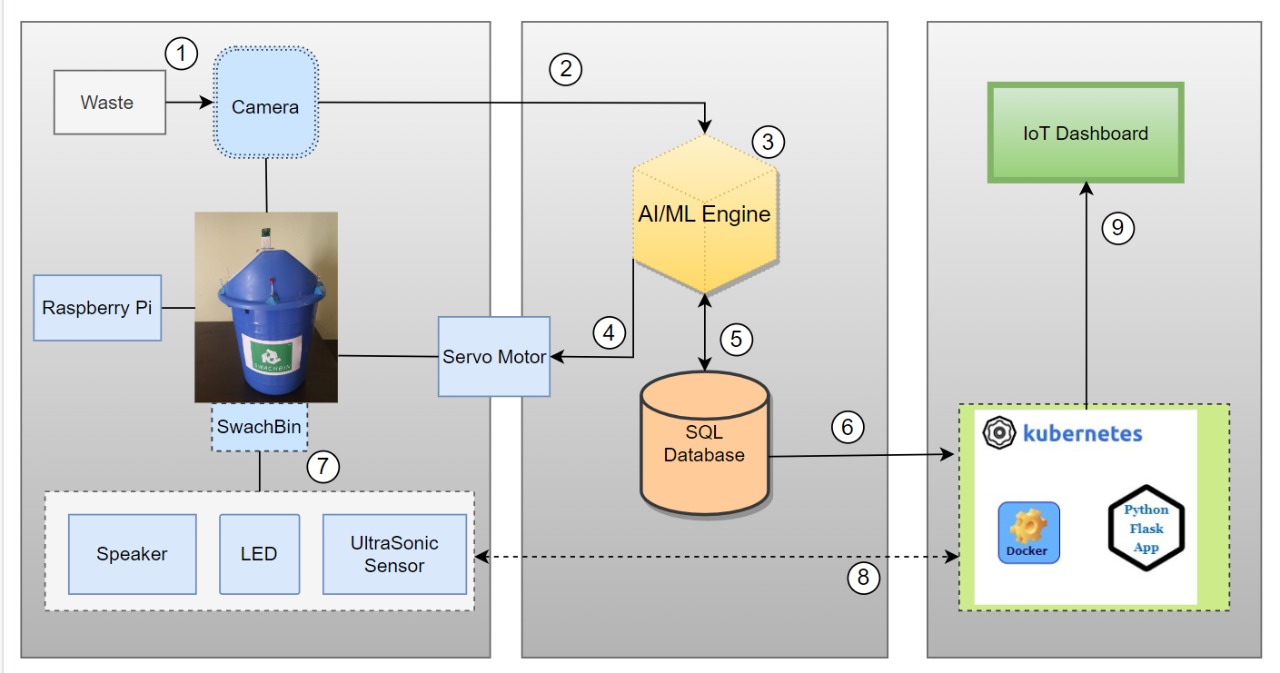 1
2
Waste
Camera
3
IoT Dashboard
AI/ML Engine
9
Raspberry Pi
4
5
Servo Motor
SWACHBIN
SwachBin
SQL
Database
6
kubernetes
7
Speaker
LED
UltraSonic
Sensor
8
Docker
Python
Flask
App